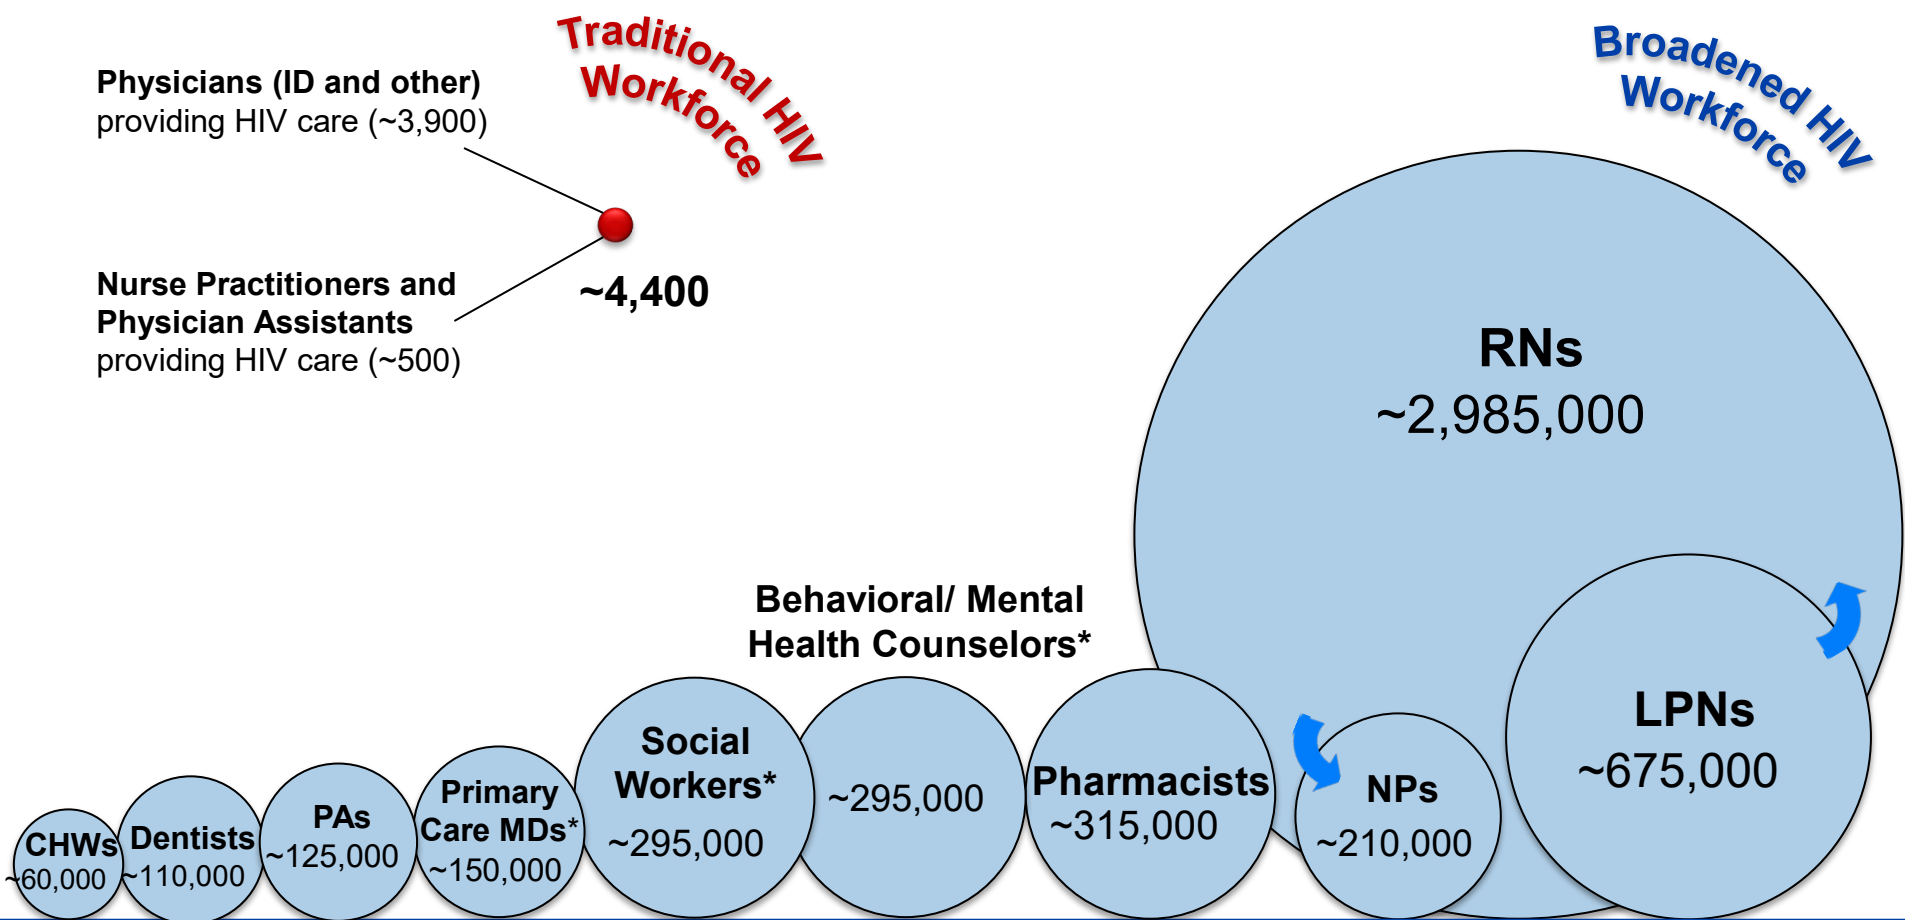 Traditional HIV
Workforce
Broadened HIV
Workforce
Physicians (ID and other)
providing HIV care (~3,900)
Nurse Practitioners and
Physician Assistants
providing HIV care (~500)
~4,400
RNs
~2,985,000
Behavioral/ Mental
Health Counselors*
~295,000
CHWs
~60,000
Dentists
~110,000
PAs
~125,000
Primary
Care MDs*
~150,000
Social
Workers*
~295,000
Pharmacists
~315,000
NPs
~210,000
LPNs
~675,000